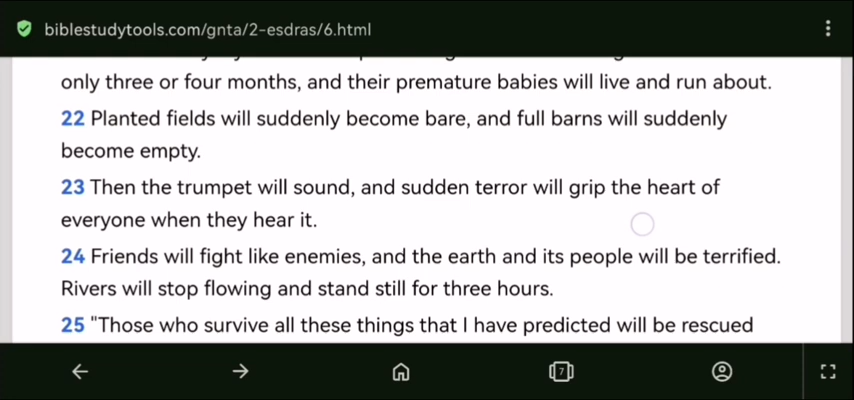 biblestudytools.com/gnta/2-esdras/6.html
only three or four months, and their premature babies will live and run about.
22 Planted fields will suddenly become bare, and full barns will suddenly
become empty.
23 Then the trumpet will sound, and sudden terror will grip the heart of
everyone when they hear it.
24 Friends will fight like enemies, and the earth and its people will be terrified.
Rivers will stop flowing and stand still for three hours.
25 "Those who survive all these things that I have predicted will be rescued
7